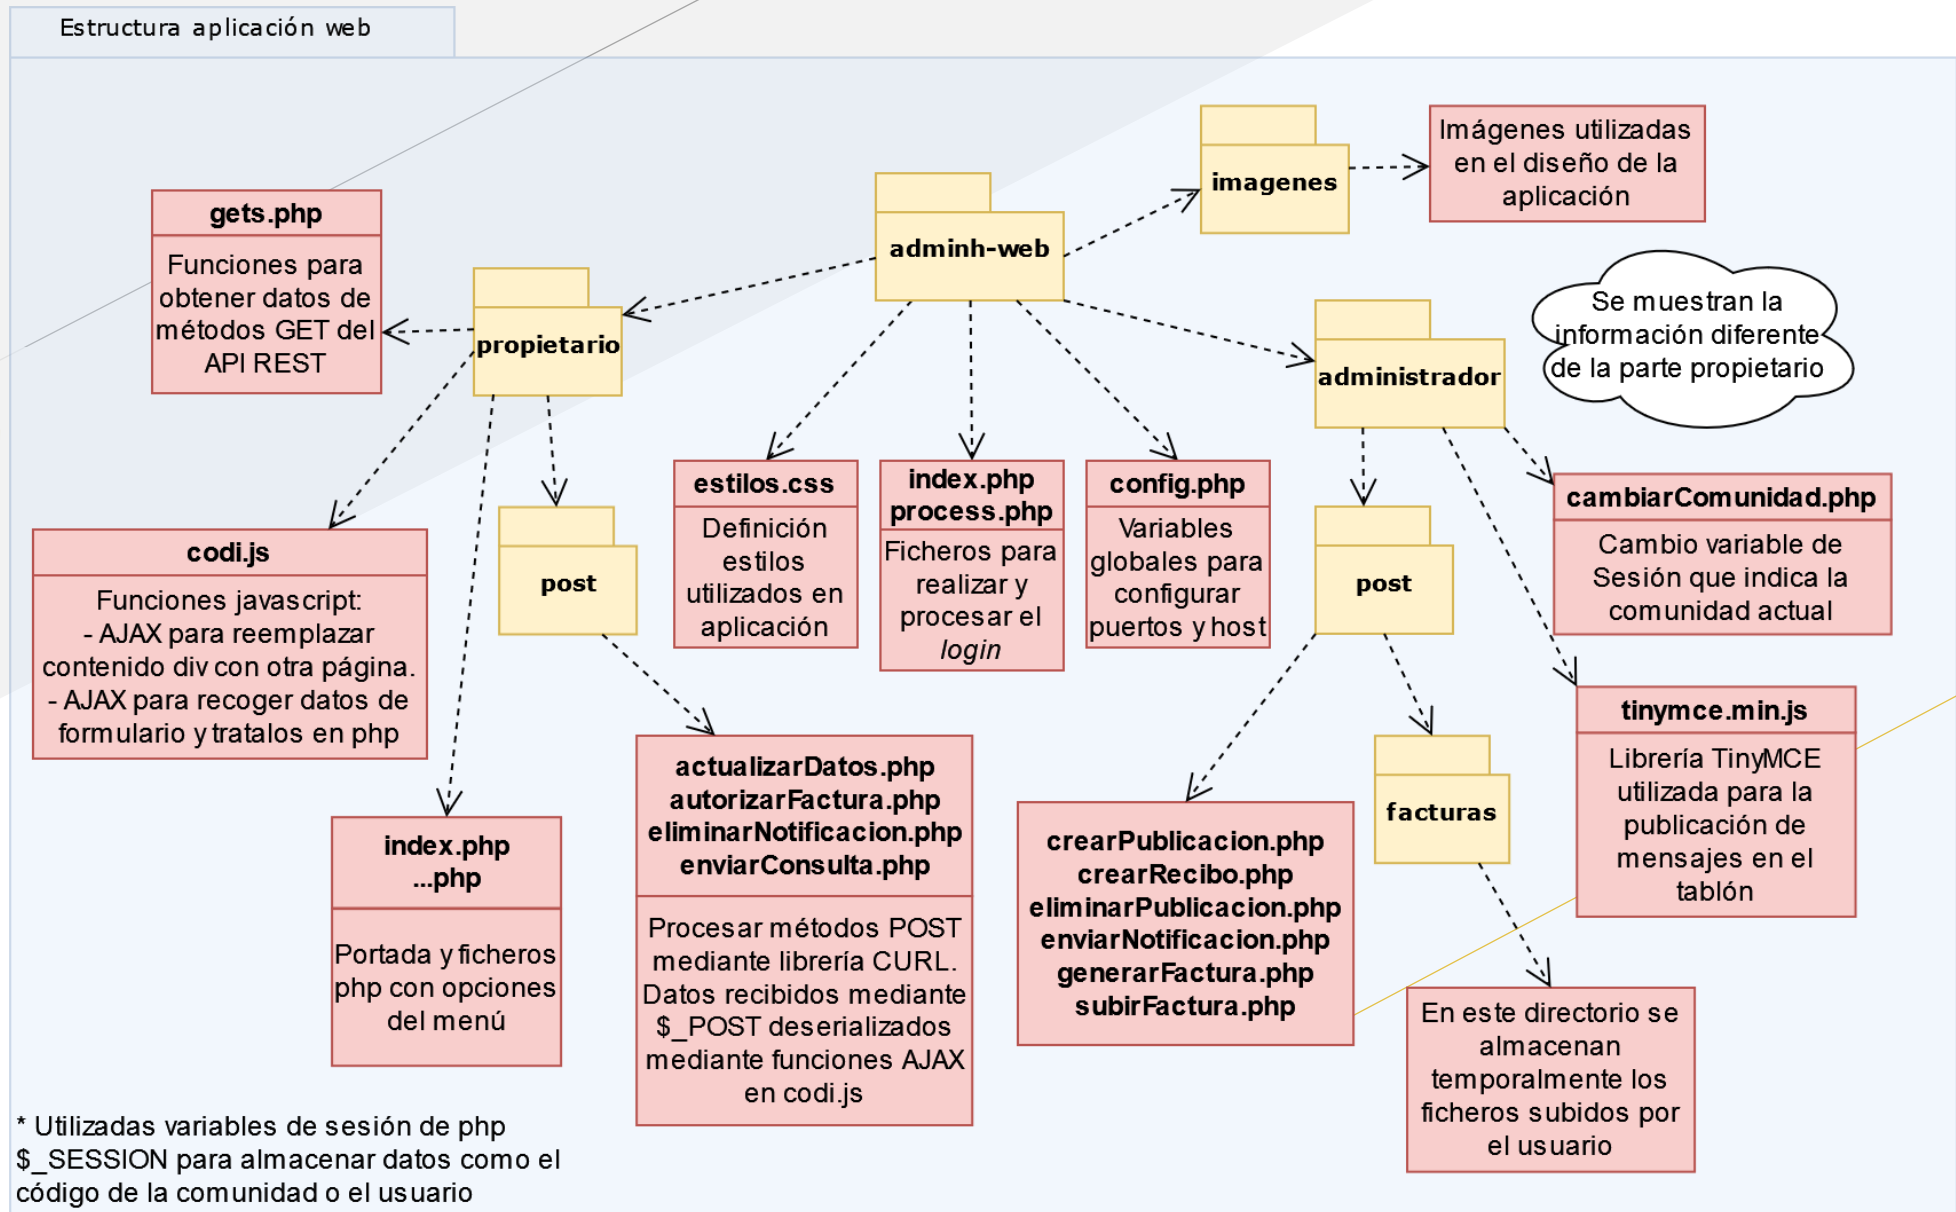 Estructura aplicación web
imagenes
Imágenes utilizadas
en el diseño de la
aplicación
adminh-web
gets.php
Funciones para
obtener datos de
métodos GET del
API REST
propietario
administrador
Se muestran la
información diferente
de la parte propietario
codi.js
Funciones javascript:
- AJAX para reemplazar
contenido div con otra página.
- AJAX para recoger datos de
formulario y tratalos en php
post
estilos.css
Definición
estilos
utilizados en
aplicación
index.php
process.php
Ficheros para
realizar y
procesar el
login
config.php
Variables
globales para
configurar
puertos y host
post
cambiarComunidad.php
Cambio variable de
Sesión que indica la
comunidad actual
index.php
...php
Portada y ficheros
php con opciones
del menú
actualizarDatos.php
autorizarFactura.php
eliminarNotificacion.php
enviarConsulta.php
Procesar métodos POST
mediante librería CURL.
Datos recibidos mediante
$_POST deserializados
mediante funciones AJAX
en codi.js
crearPublicacion.php
crearRecibo.php
eliminarPublicacion.php
enviarNotificacion.php
generarFactura.php
subirFactura.php
facturas
tinymce.min.js
Librería TinyMCE
utilizada para la
publicación de
mensajes en el
tablón
En este directorio se
almacenan
temporalmente los
ficheros subidos por
el usuario
* Utilizadas variables de sesión de php
$_SESSION para almacenar datos como el
código de la comunidad o el usuario